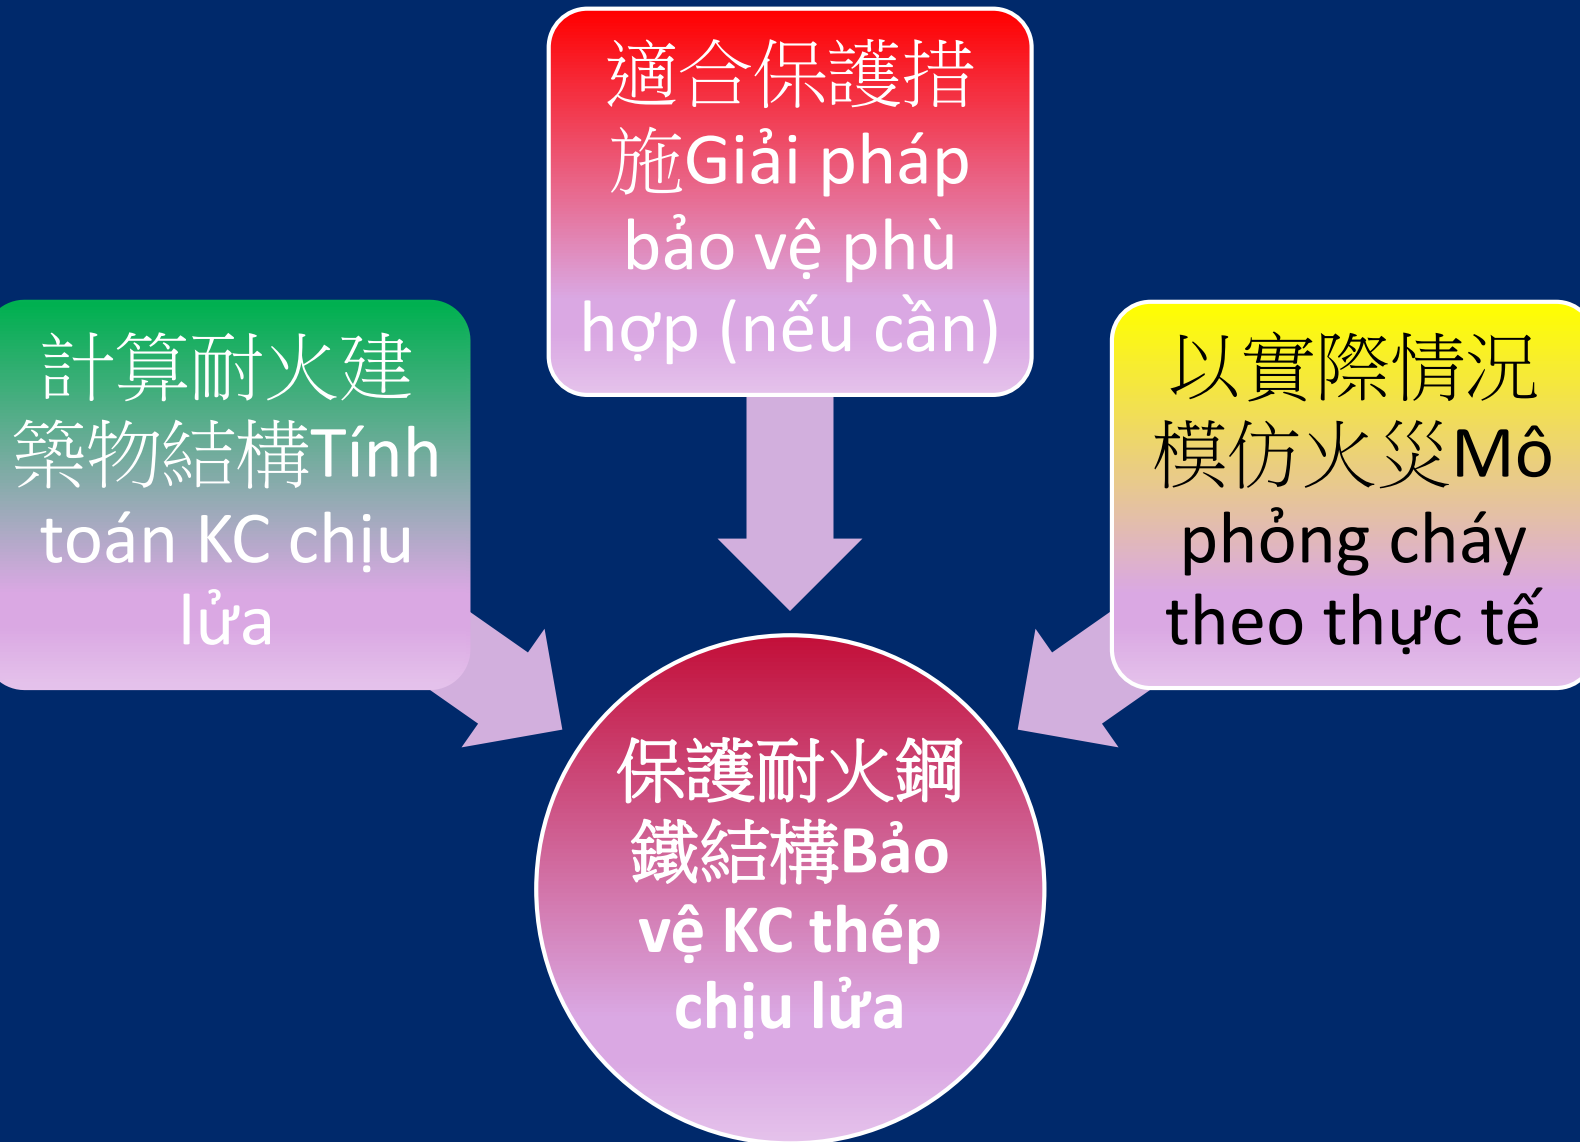 適合保護措
施Giải pháp
bảo vệ phù
hợp (nếu cần)
計算耐火建
築物結構Tính
toán KC chịu
lửa
以實際情況
模仿火災Mô
phỏng cháy
theo thực tế
保護耐火鋼
鐵結構Bảo
vệ KC thép
chịu lửa